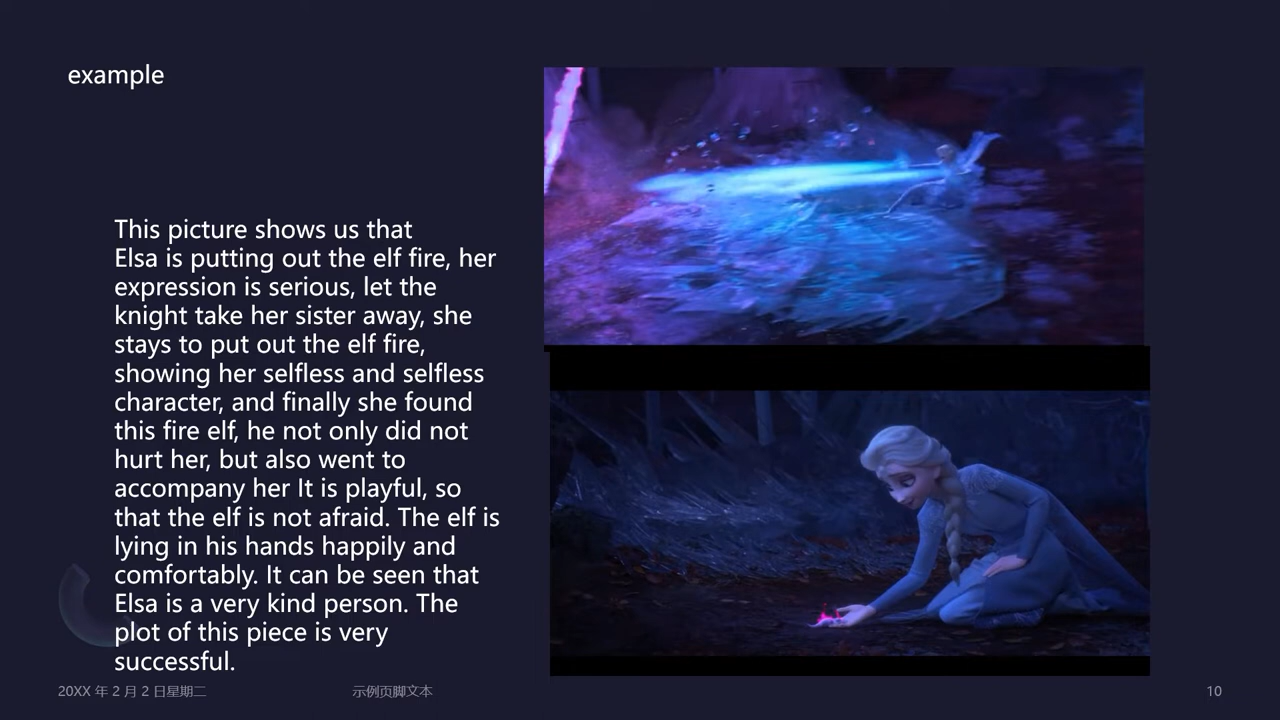 example
This picture shows us that
Elsa is putting out the elf fire, her
expression is serious, let the
knight take her sister away, she
stays to put out the elf fire,
showing her selfless and selfless
character, and finally she found
this fire elf, he not only did not
hurt her, but also went to
accompany her It is playful, so
that the elf is not afraid. The elf is
lying in his hands happily and
comfortably. It can be seen that
Elsa is a very kind person. The
plot of this piece is very
successful.
20XX 年 2 月 2 日星期二
示例页脚文本
10